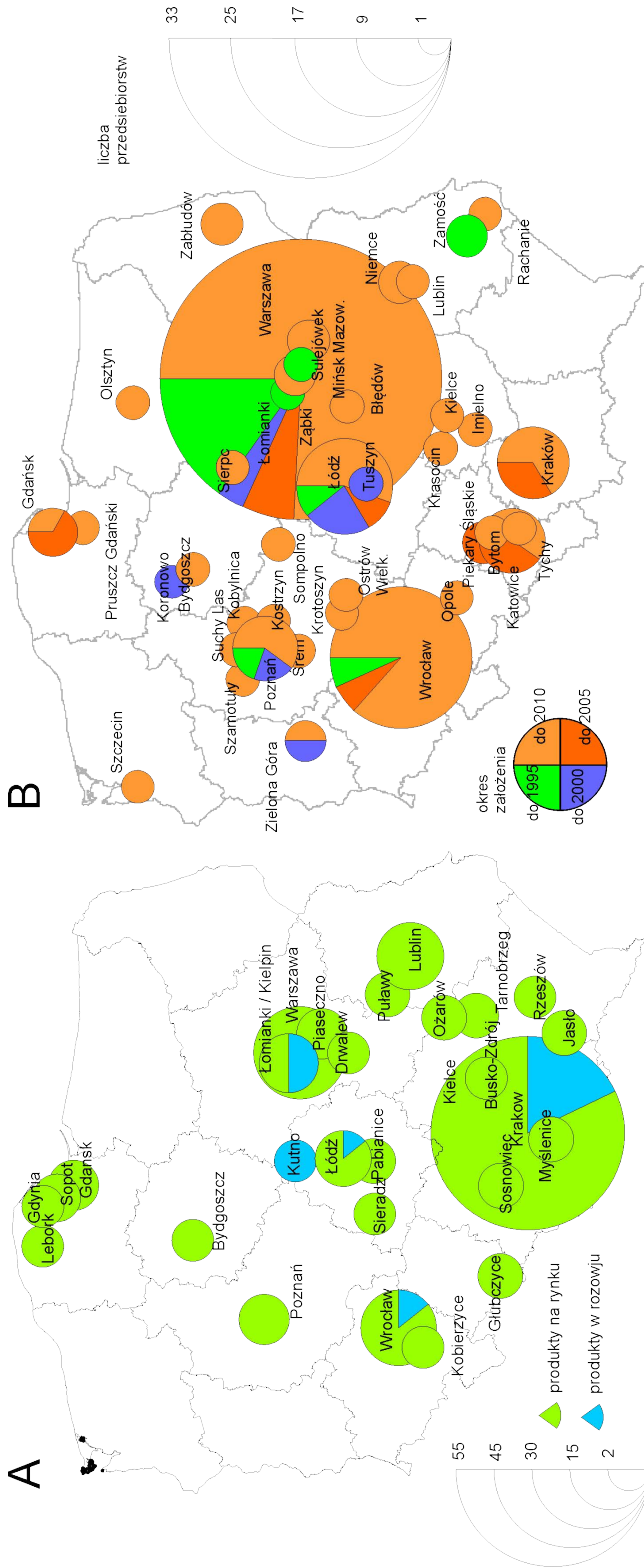 A
Gdynia
Lębork
Sopot
Gdańsk
Bydgoszcz
Poznań
Kutno
Łomianki / Kiełpin
Warszawa
Piaseczno
Drwalew
Łódź
Pabianice
Sieradz
Puławy
Lublin
Wrocław
Kobierzyce
Głubczyce
Ożarów
Tarnobrzeg
Kielce
Busko-Zdrój
Krakow
Sosnowiec
Myślenice
Rzeszów
Jasło
55
45
30
15
2
produkty na rynku
produkty w rozowju
B
Gdańsk
Pruszcz Gdański
Szczecin
Olsztyn
Zabłudów
Koronowo
Bydgoszcz
Suchy Las
Kobylnica
Szamotuły
Poznań
Kostrzyn
Śrem
Sompolno
Zielona Góra
Krotoszyn
Ostrów
Wielk.
Sierpc
Łomianki
Ząbki
Warszawa
Sulejówek
Mińsk Mazow.
Błędów
Łódź
Tuszyn
Niemce
Lublin
Zamość
Rachanie
Wrocław
Opole
Krasocin
Kielce
Imielno
Piekary Śląskie
Bytom
Katowice
Tychy
Kraków
liczba
przedsiebiorstw
33
25
17
9
1
okres
założenia
do 1995
do 2010
do 2000
do 2005